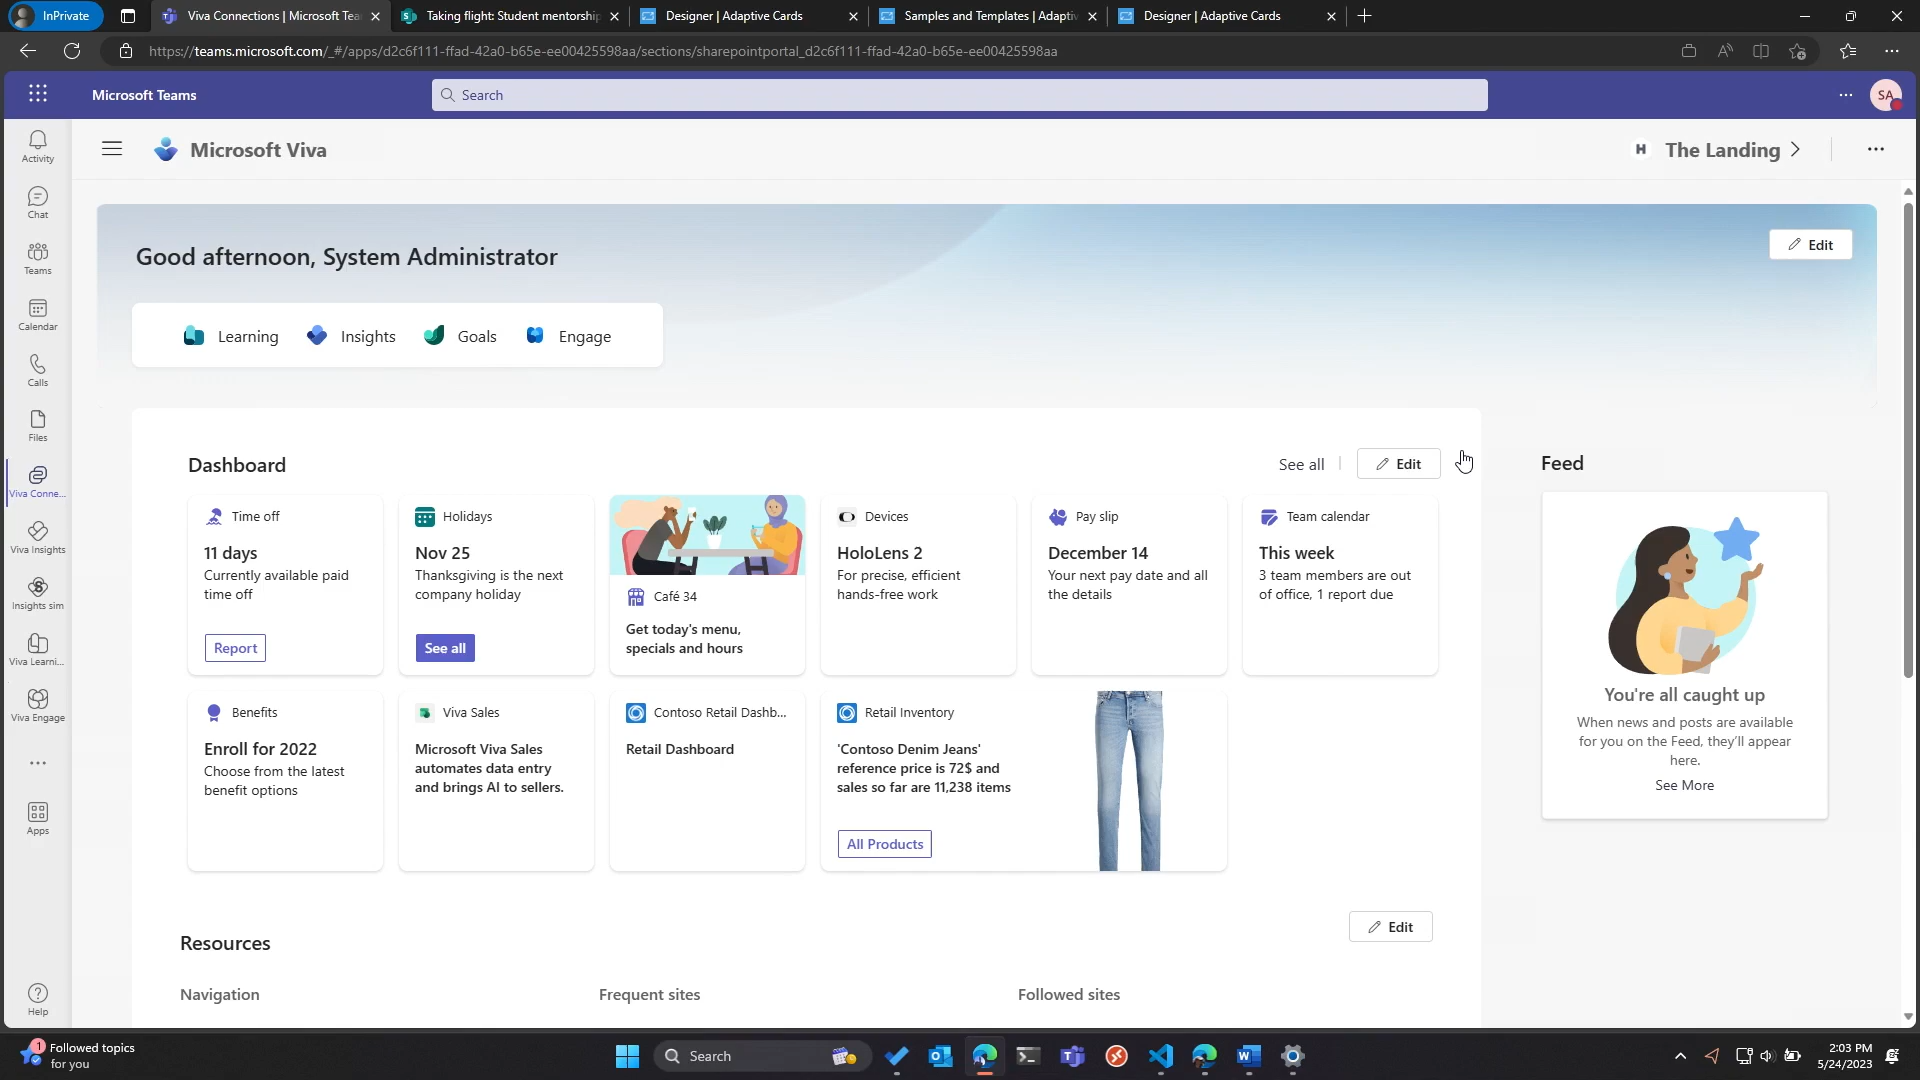 InPrivate
Viva Connections | Microsoft Tea
Taking flight: Student mentorship
Designer | Adaptive Cards
Samples and Templates | Adaptiv
Designer | Adaptive Cards
https://teams.microsoft.com/_#/apps/d2c6f111-ffad-42a0-b65e-ee00425598aa/sections/sharepointportal_d2c6f111-ffad-42a0-b65e-ee00425598aa
Microsoft Teams
Search
SA
Activity
Chat
Teams
Calendar
Calls
Files
Viva Conne...
Viva Insights
Insights sim
Viva Learni...
Viva Engage
Apps
Help
Microsoft Viva
H The Landing
Good afternoon, System Administrator
Edit
Learning
Insights
Goals
Engage
Dashboard
See all
Edit
Time off
11 days
Currently available paid
time off
Report
Holidays
Nov 25
Thanksgiving is the next
company holiday
See all
Café 34
Get today's menu,
specials and hours
Devices
HoloLens 2
For precise, efficient
hands-free work
Pay slip
December 14
Your next pay date and all
the details
Team calendar
This week
3 team members are out
of office, 1 report due
Benefits
Enroll for 2022
Choose from the latest
benefit options
Viva Sales
Microsoft Viva Sales
automates data entry
and brings AI to sellers.
Contoso Retail Dashb...
Retail Dashboard
Retail Inventory
'Contoso Denim Jeans'
reference price is 72$ and
sales so far are 11,238 items
All Products
Feed
You're all caught up
When news and posts are available
for you on the Feed, they'll appear
here.
See More
Resources
Edit
Navigation
Frequent sites
Followed sites
1
Followed topics
for you
Search
2:03 PM
5/24/2023